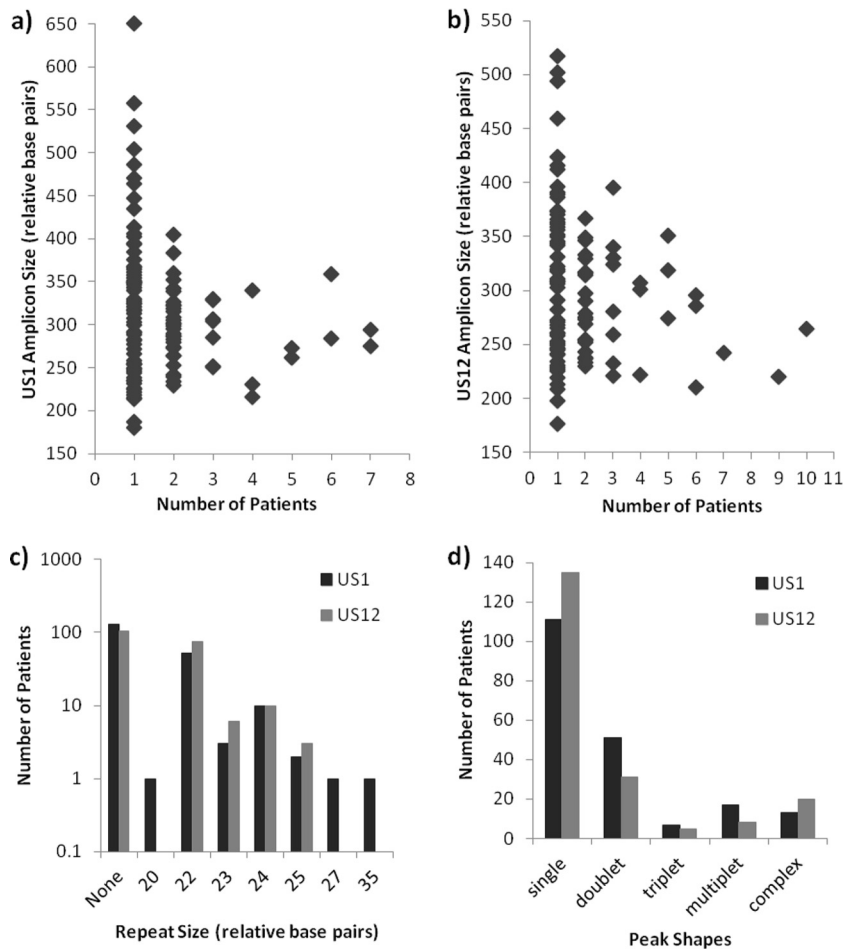 a)
US1 Amplicon Size (relative base pairs)
650
600
550
500
450
400
350
300
250
200
150
0 1 2 3 4 5 6 7 8
Number of Patients
b)
US12 Amplicon Size (relative base pairs)
550
500
450
400
350
300
250
200
150
0 1 2 3 4 5 6 7 8 9 10 11
Number of Patients
c)
Number of Patients
1000
100
10
1
0.1
US1
US12
None 20 22 23 24 25 27 35
Repeat Size (relative base pairs)
d)
Number of Patients
140
120
100
80
60
40
20
0
US1
US12
single doublet triplet multiplet complex
Peak Shapes